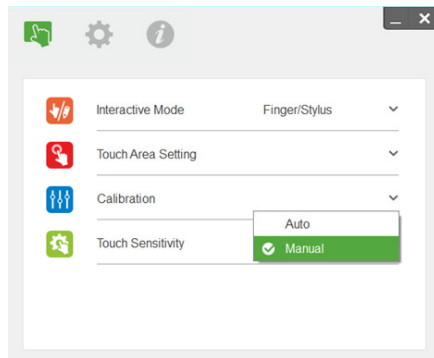 Interactive Mode Finger/Stylus
Touch Area Setting
Calibration
Auto
Touch Sensitivity
Manual